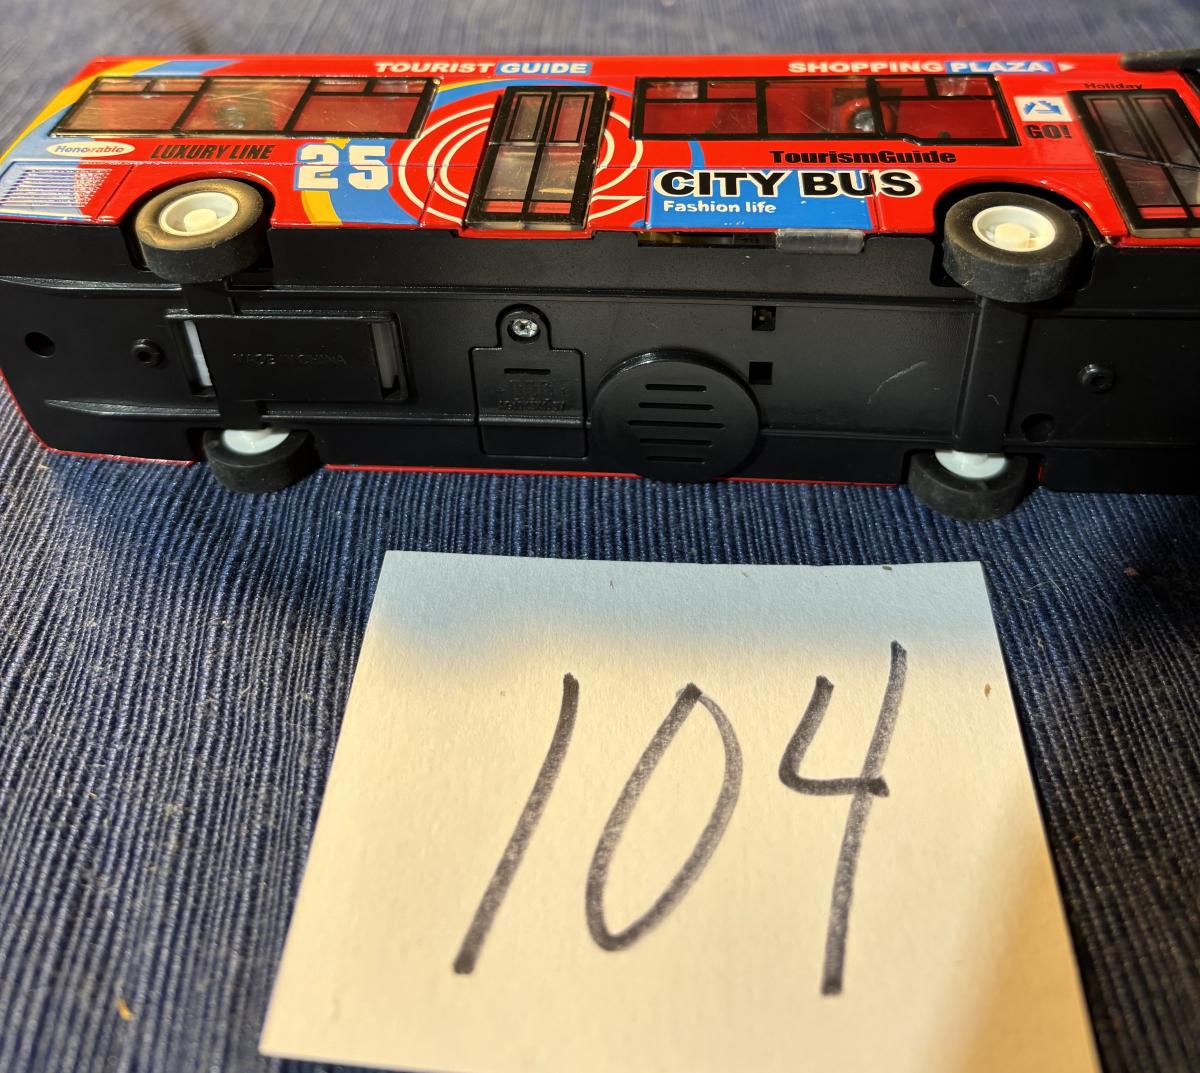 TOURIST GUIDE
SHOPPING PLAZA
Holiday
GO!
Honorable
LUXURY LINE
25
TourismGuide
CITY BUS
Fashion life
MADE IN CHINA
104